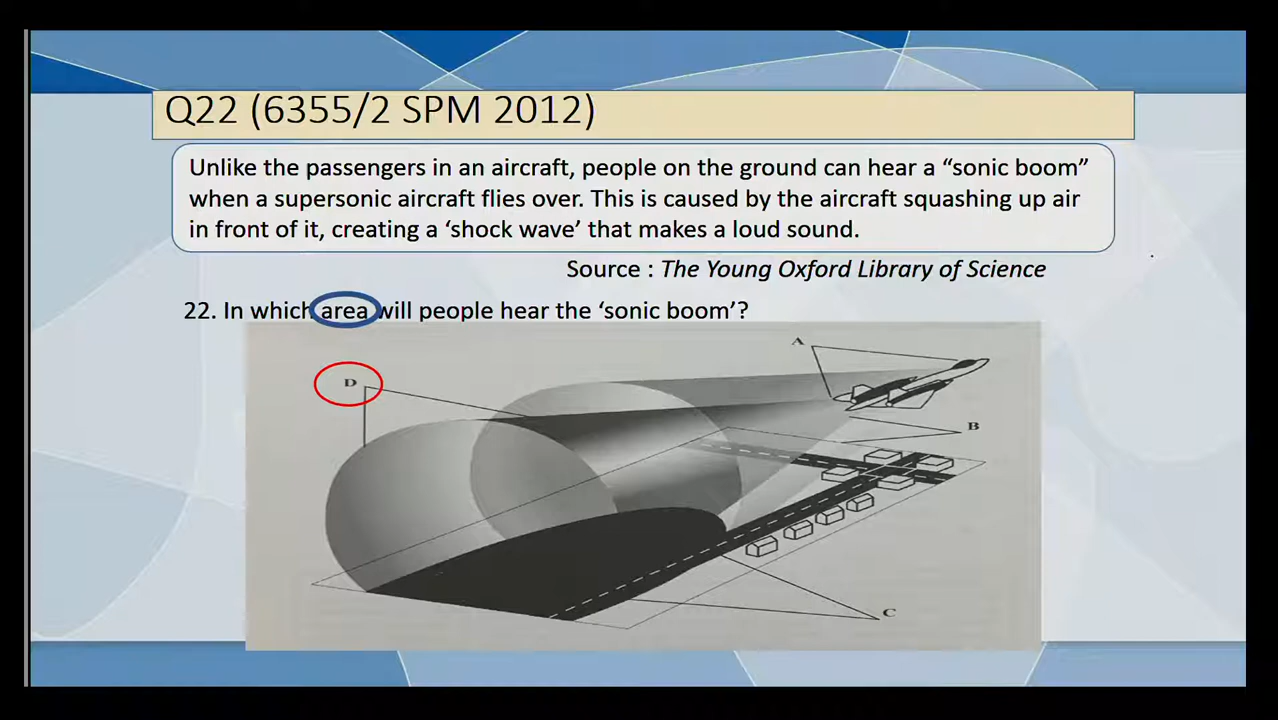 Q22 (6355/2 SPM 2012)
Unlike the passengers in an aircraft, people on the ground can hear a “sonic boom”
when a supersonic aircraft flies over. This is caused by the aircraft squashing up air
in front of it, creating a ‘shock wave’ that makes a loud sound.
Source : The Young Oxford Library of Science
22. In which area will people hear the ‘sonic boom’?
A
D
B
C